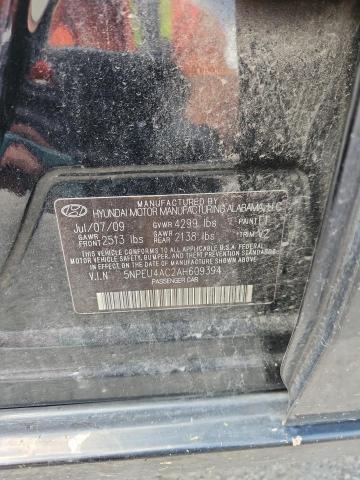 MANUFACTURED BY
HYUNDAI MOTOR MANUFACTURING ALABAMA, LLC
Jul/07/09 GVWR 4299 lbs PAINT
GAWR FRONT 2513 lbs GAWR REAR 2138 lbs TRIM VZ
THIS VEHICLE CONFORMS TO ALL APPLICABLE U.S.A. FEDERAL
MOTOR VEHICLE SAFETY, BUMPER, AND THEFT PREVENTION STANDARDS
IN EFFECT ON THE DATE OF MANUFACTURE SHOWN ABOVE.
V.I.N 5NPEU4AC2AH609394
PASSENGER CAR